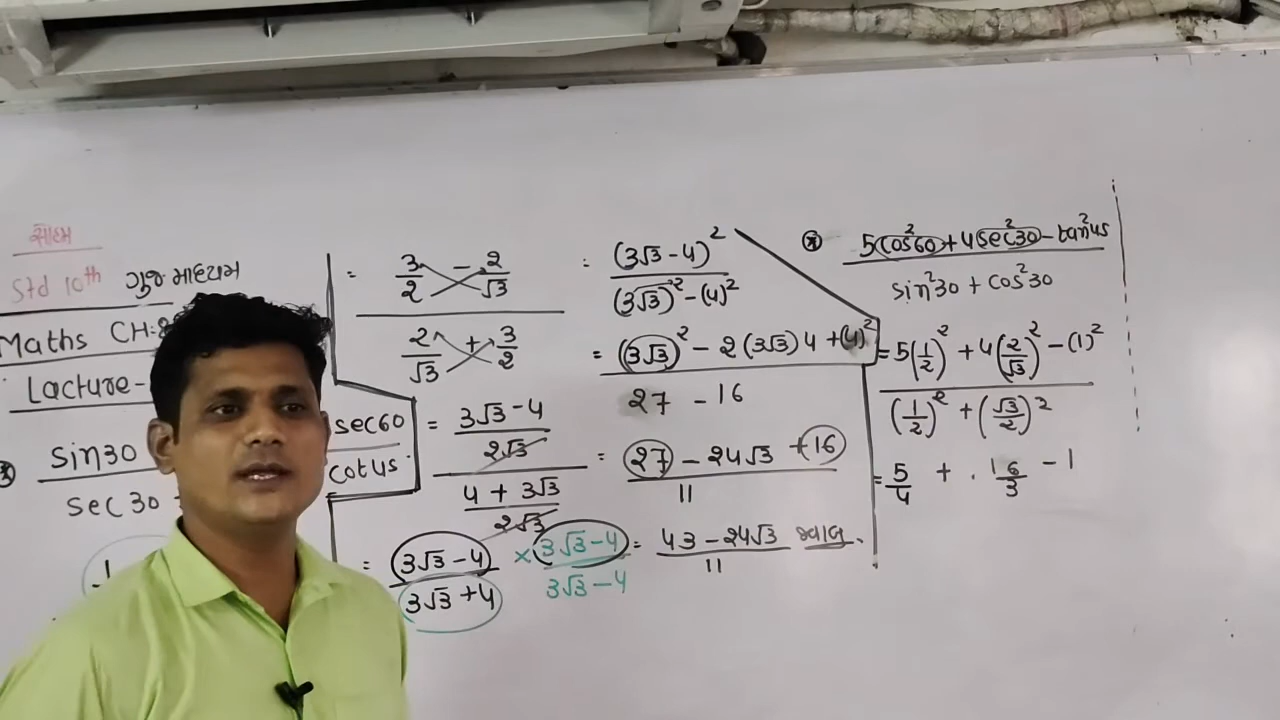 સાહ્મ
Std 10th ગુજ માધ્યમ
Maths CH:8
Lacture-
sin30
sec60
sec 30
cot45
1
= 3/2 - 2/√3
2/√3 + 3/2
= 3√3-4/2√3
4+3√3/2√3
= (3√3-4)/(3√3+4) × (3√3-4)/(3√3-4)
= (3√3-4)²
(3√3)²-(4)²
= (3√3)² - 2(3√3)4 + (4)²
27 - 16
= 27 - 24√3 + 16
11
= 43-24√3
11
5cos²60+4sec²30-tan²45
sin²30 + cos²30
= 5(1/2)² + 4(2/√3)² - (1)²
(1/2)² + (√3/2)²
= 5/4 + 16/3 - 1